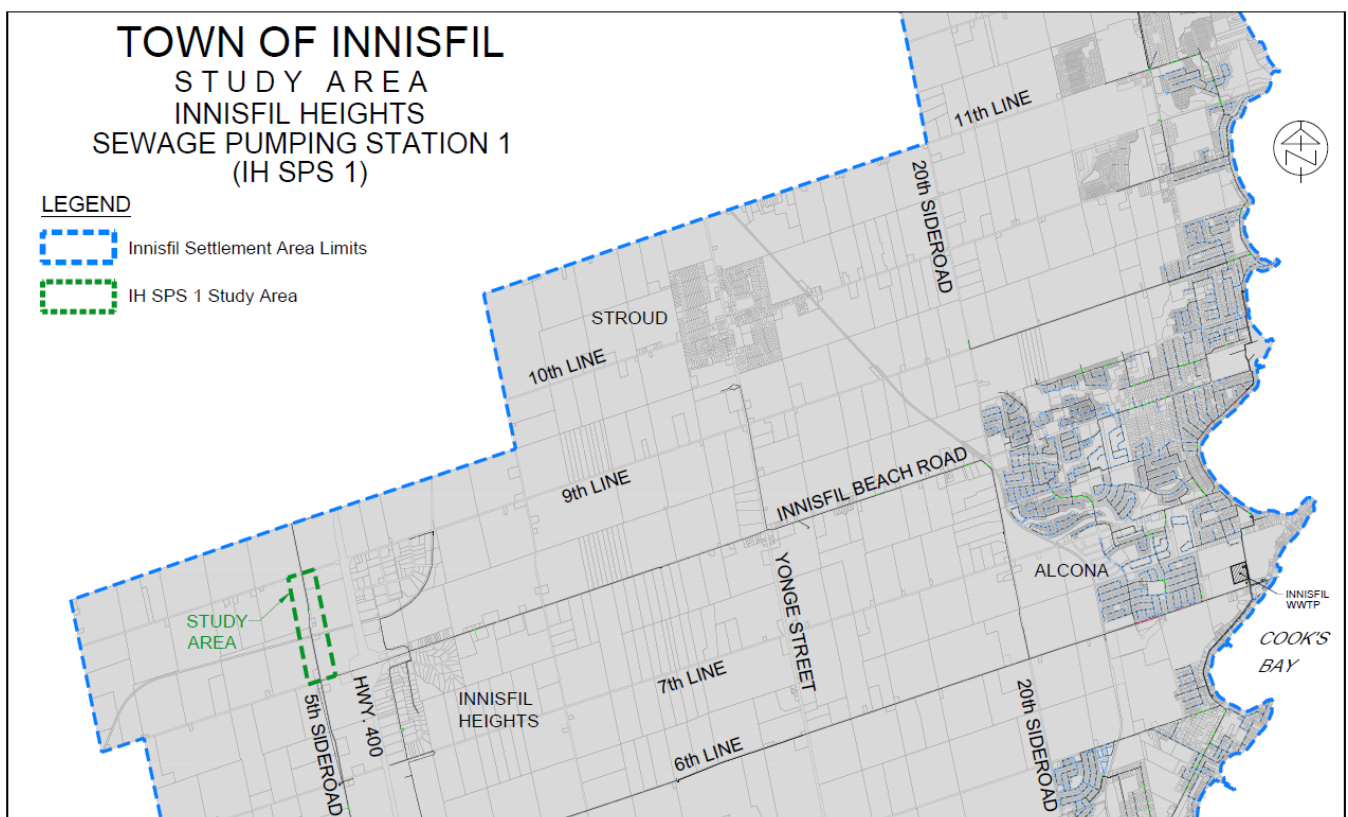 TOWN OF INNISFIL
STUDY AREA
INNISFIL HEIGHTS
SEWAGE PUMPING STATION 1
(IH SPS 1)
LEGEND
Innisfil Settlement Area Limits
IH SPS 1 Study Area
11th LINE
N
20th SIDEROAD
STROUD
10th LINE
9th LINE
INNISFIL BEACH ROAD
YONGE STREET
ALCONA
INNISFIL
WWTP
COOK'S
BAY
STUDY
AREA
5th SIDEROAD
HWY. 400
INNISFIL
HEIGHTS
7th LINE
6th LINE
20th SIDEROAD